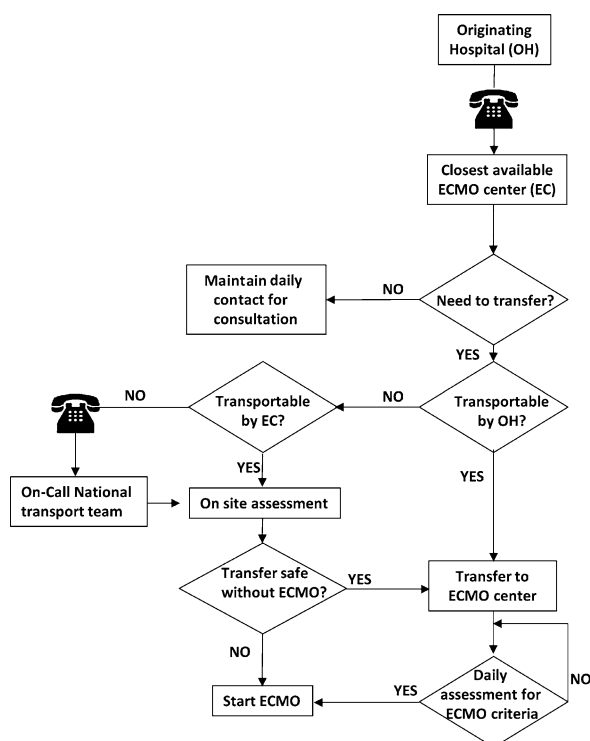 Originating
Hospital (OH)
Closest available
ECMO center (EC)
Need to transfer?
NO
Maintain daily
contact for
consultation
YES
Transportable
by OH?
NO
Transportable
by EC?
NO
On-Call National
transport team
YES
On site assessment
YES
Transfer safe
without ECMO?
YES
Transfer to
ECMO center
NO
Start ECMO
Daily
assessment for
ECMO criteria
YES
NO